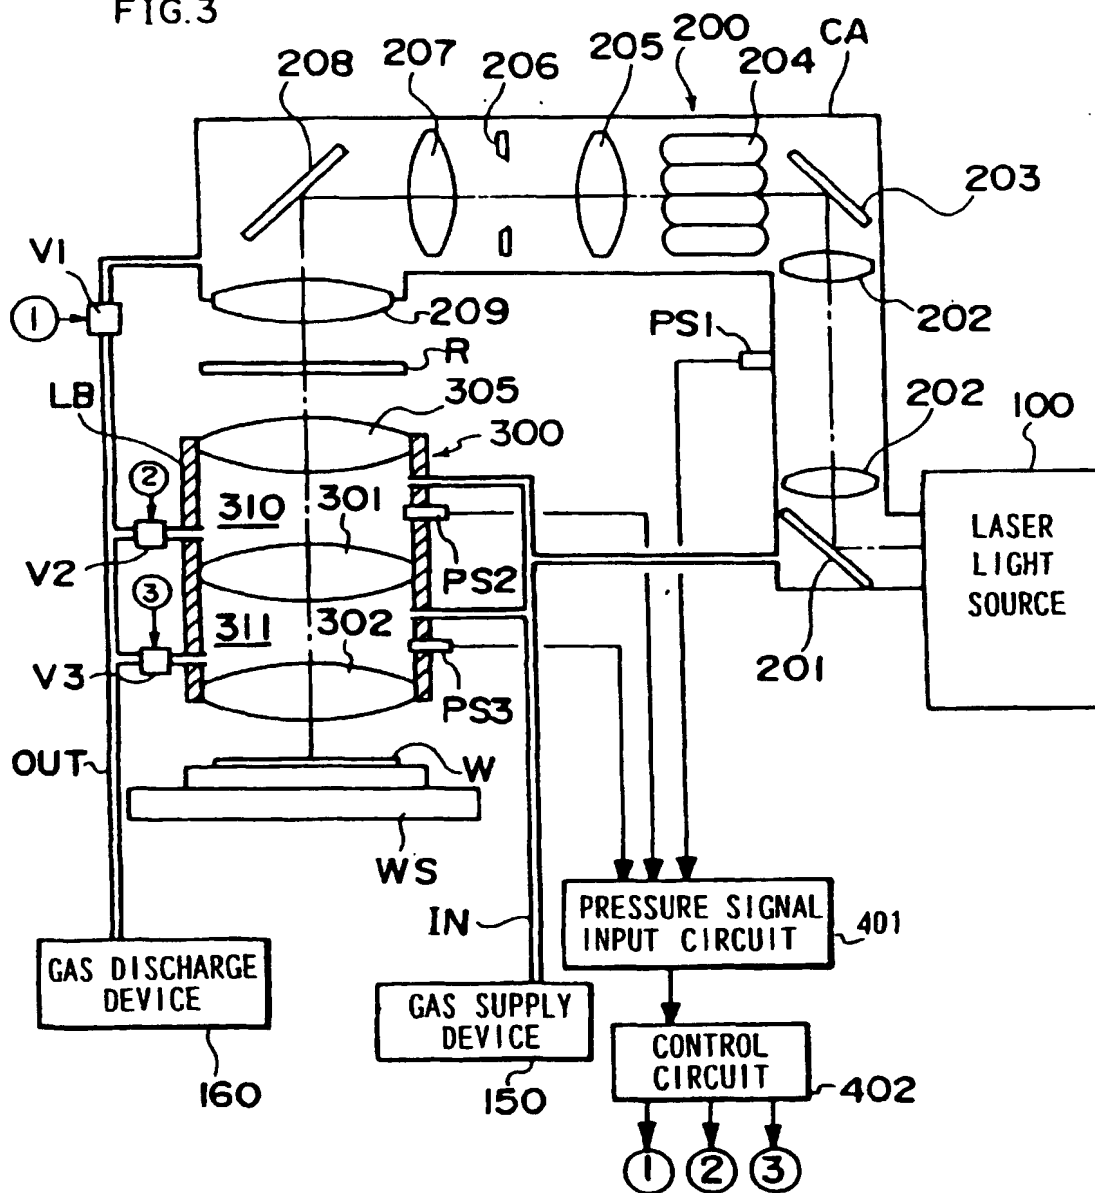 FIG.3
200
CA
208
207
206
205
204
203
V1
1
209
202
PS1
R
LB
305
300
202
100
2
310
301
LASER
LIGHT
SOURCE
V2
PS2
3
311
302
201
V3
PS3
OUT
W
WS
IN
PRESSURE SIGNAL
INPUT CIRCUIT
401
GAS DISCHARGE
DEVICE
GAS SUPPLY
DEVICE
CONTROL
CIRCUIT
160
150
402
1 2 3